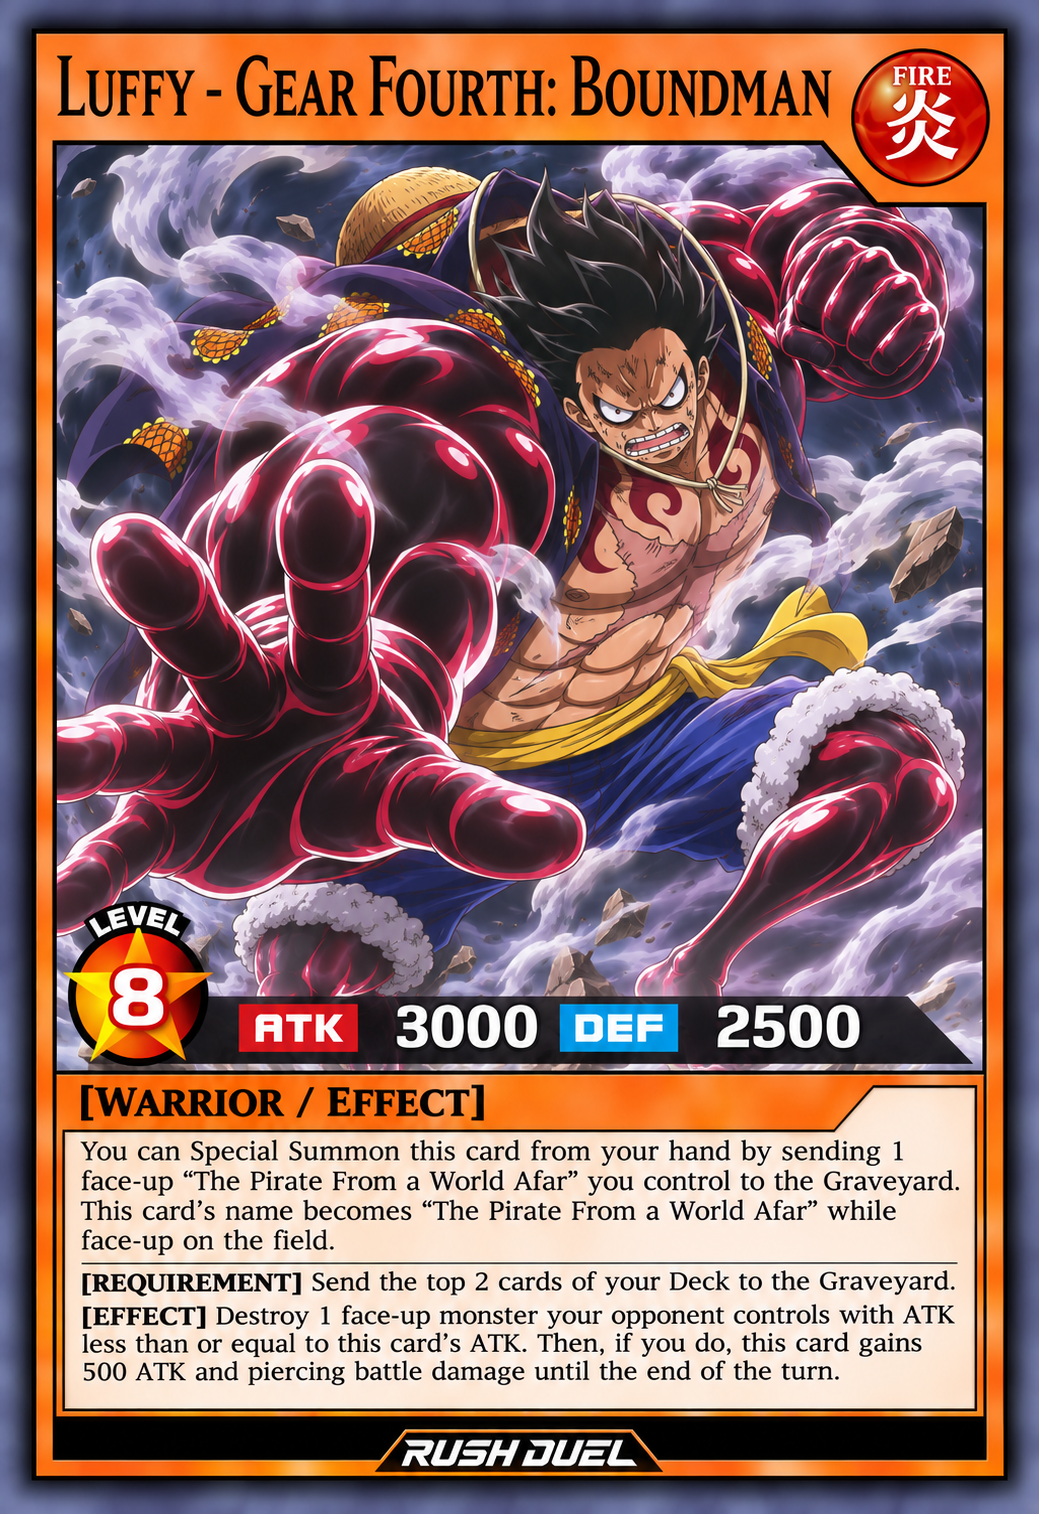 Luffy - Gear Fourth: Boundman
FIRE
炎
LEVEL
8
ATK 3000 DEF 2500
[Warrior / Effect]
You can Special Summon this card from your hand by sending 1
face-up “The Pirate From a World Afar” you control to the Graveyard.
This card’s name becomes “The Pirate From a World Afar” while
face-up on the field.
[REQUIREMENT] Send the top 2 cards of your Deck to the Graveyard.
[EFFECT] Destroy 1 face-up monster your opponent controls with ATK
less than or equal to this card’s ATK. Then, if you do, this card gains
500 ATK and piercing battle damage until the end of the turn.
RUSH DUEL